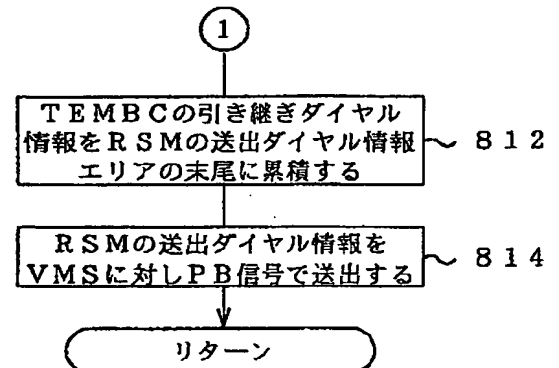 1
TEMBCの引き継ぎダイヤル
情報をRSMの送出ダイヤル情報
エリアの末尾に累積する
812
RSMの送出ダイヤル情報を
VMSに対しPB信号で送出する
814
リターン